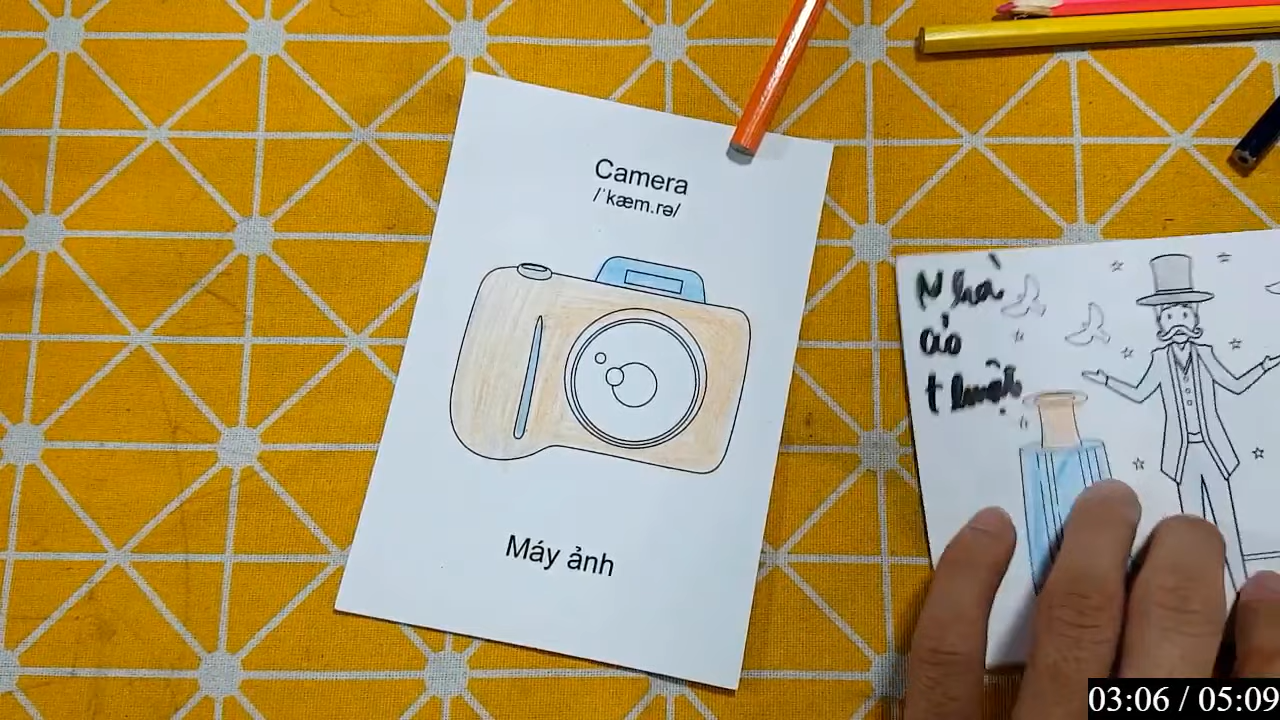 Camera
/ˈkæm.rə/
Máy ảnh
Nhà
ảo
thuật
03:06 / 05:09